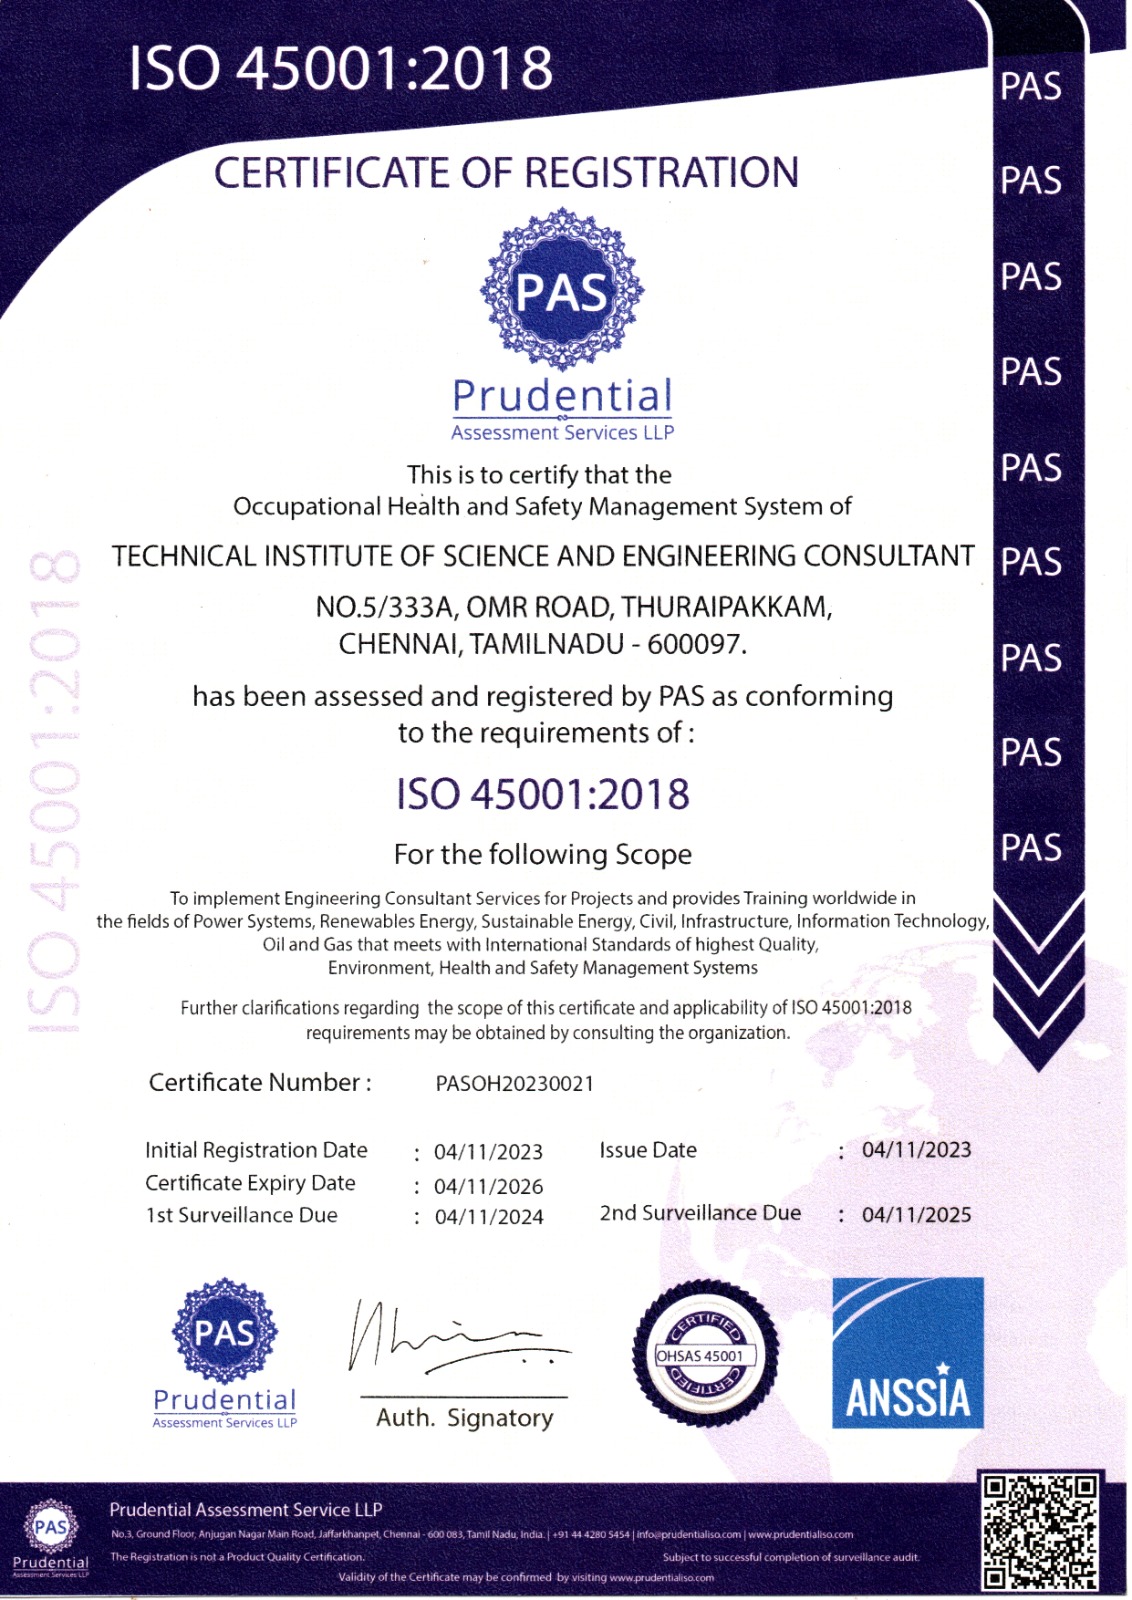 ISO 45001:2018
CERTIFICATE OF REGISTRATION
PAS
Prudential
Assessment Services LLP
This is to certify that the
Occupational Health and Safety Management System of
TECHNICAL INSTITUTE OF SCIENCE AND ENGINEERING CONSULTANT
NO.5/333A, OMR ROAD, THURAIPAKKAM,
CHENNAI, TAMILNADU - 600097.
has been assessed and registered by PAS as conforming
to the requirements of :
ISO 45001:2018
For the following Scope
To implement Engineering Consultant Services for Projects and provides Training worldwide in
the fields of Power Systems, Renewables Energy, Sustainable Energy, Civil, Infrastructure, Information Technology,
Oil and Gas that meets with International Standards of highest Quality,
Environment, Health and Safety Management Systems
Further clarifications regarding the scope of this certificate and applicability of ISO 45001:2018
requirements may be obtained by consulting the organization.
Certificate Number : PASOH20230021
Initial Registration Date : 04/11/2023 Issue Date : 04/11/2023
Certificate Expiry Date : 04/11/2026
1st Surveillance Due : 04/11/2024 2nd Surveillance Due : 04/11/2025
PAS
Prudential
Assessment Services LLP
Auth. Signatory
CERTIFIED
OHSAS 45001
CERTIFIED
ANSSIA
PAS
PAS
PAS
PAS
PAS
PAS
PAS
PAS
PAS
ISO 45001:2018
PAS
Prudential
Assessment Services LLP
Prudential Assessment Service LLP
No.3, Ground Floor, Anjugan Nagar Main Road, Jaffarkhanpet, Chennai - 600 083, Tamil Nadu, India. | +91 44 4280 5454 | info@prudentialiso.com | www.prudentialiso.com
The Registration is not a Product Quality Certification. Subject to successful completion of surveillance audit.
Validity of the Certificate may be confirmed by visiting www.prudentialiso.com